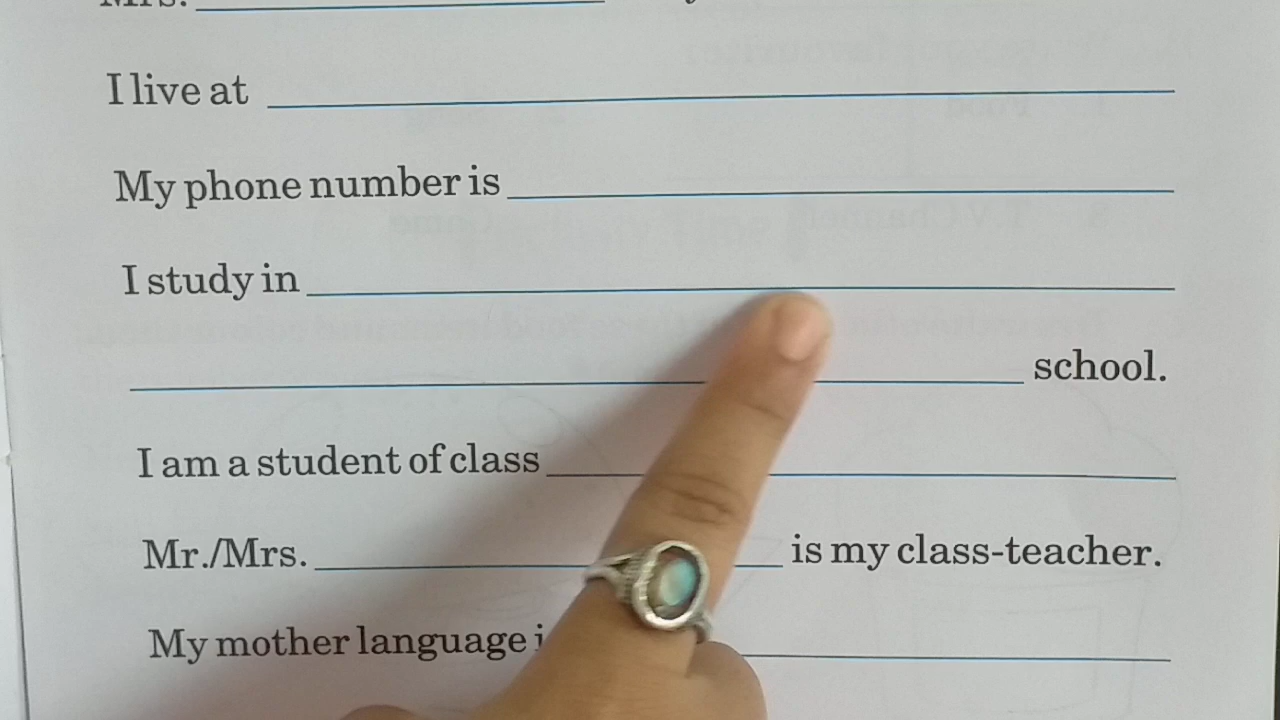 Mrs.
I live at
My phone number is
I study in
school.
I am a student of class
Mr./Mrs. is my class-teacher.
My mother language